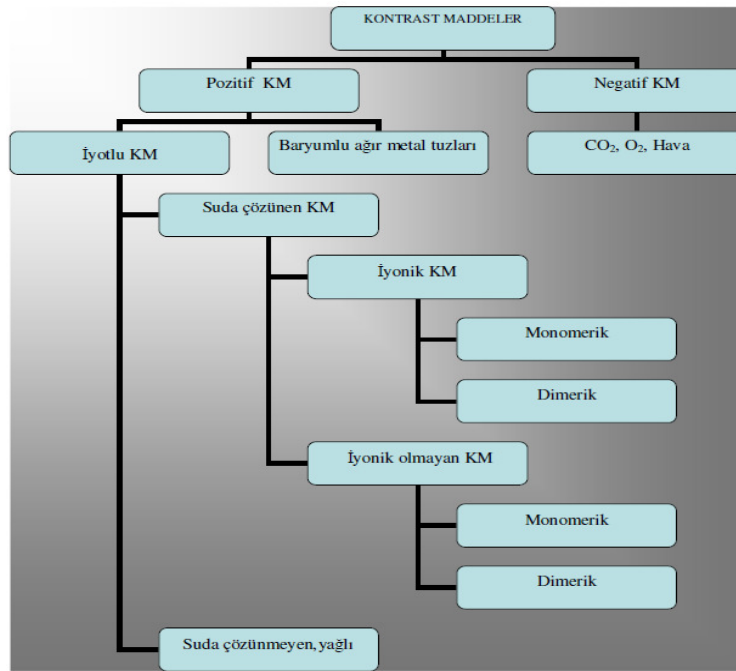 KONTRAST MADDELER
Pozitif KM
Negatif KM
İyotlu KM
Baryumlu ağır metal tuzları
CO₂, O₂, Hava
Suda çözünen KM
İyonik KM
Monomerik
Dimerik
İyonik olmayan KM
Monomerik
Dimerik
Suda çözünmeyen, yağlı